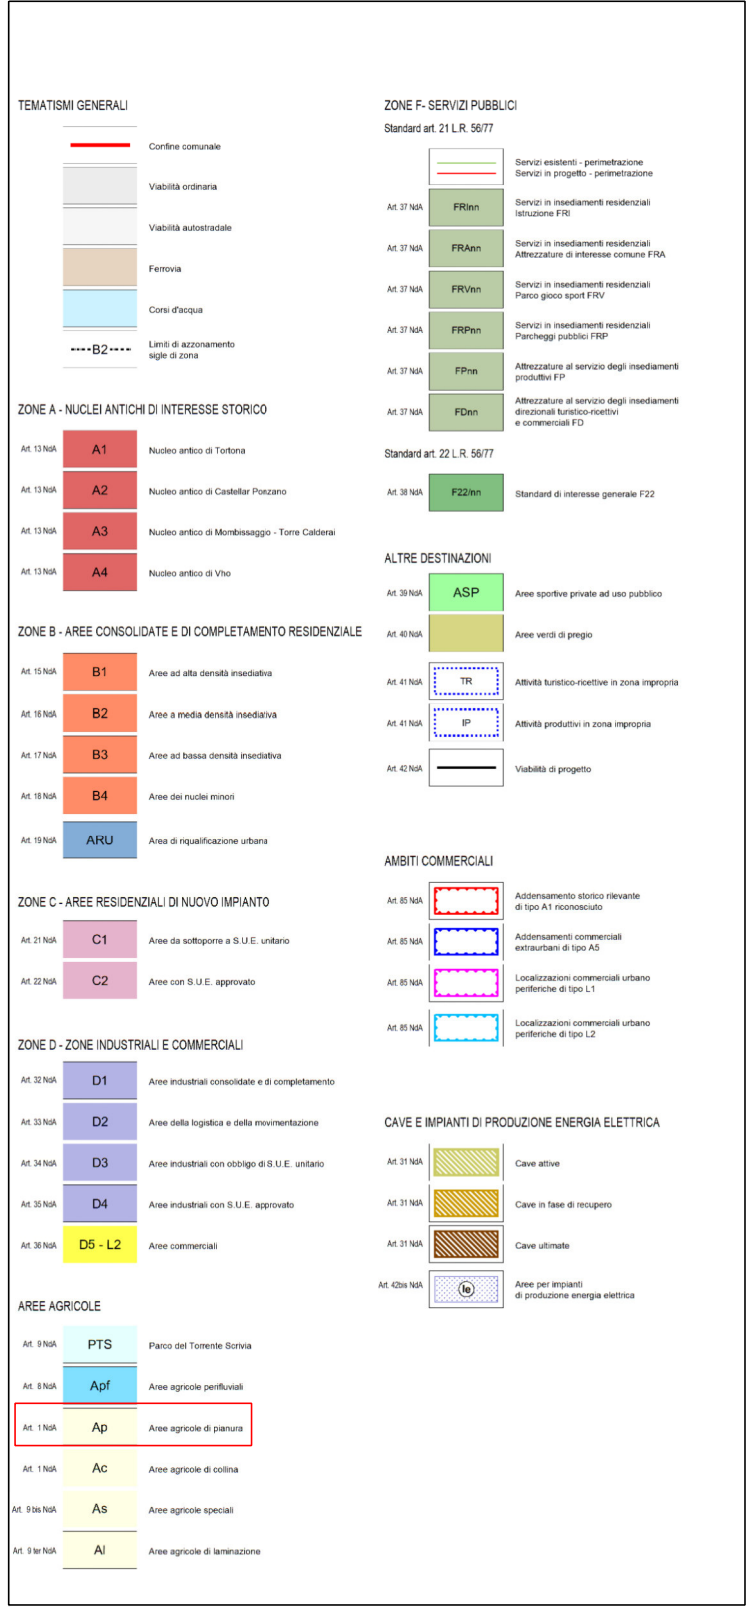 TEMATISMI GENERALI
Confine comunale
Viabilità ordinaria
Viabilità autostradale
Ferrovia
Corsi d'acqua
B2
Limiti di azzonamento
sigle di zona
ZONE A - NUCLEI ANTICHI DI INTERESSE STORICO
Art. 13 NdA A1 Nucleo antico di Tortona
Art. 13 NdA A2 Nucleo antico di Castellar Ponzano
Art. 13 NdA A3 Nucleo antico di Mombissaggio - Torre Calderai
Art. 13 NdA A4 Nucleo antico di Vho
ZONE B - AREE CONSOLIDATE E DI COMPLETAMENTO RESIDENZIALE
Art. 15 NdA B1 Aree ad alta densità insediativa
Art. 16 NdA B2 Aree a media densità insediativa
Art. 17 NdA B3 Aree ad bassa densità insediativa
Art. 18 NdA B4 Aree dei nuclei minori
Art. 19 NdA ARU Area di riqualificazione urbana
ZONE C - AREE RESIDENZIALI DI NUOVO IMPIANTO
Art. 21 NdA C1 Aree da sottoporre a S.U.E. unitario
Art. 22 NdA C2 Aree con S.U.E. approvato
ZONE D - ZONE INDUSTRIALI E COMMERCIALI
Art. 32 NdA D1 Aree industriali consolidate e di completamento
Art. 33 NdA D2 Aree della logistica e della movimentazione
Art. 34 NdA D3 Aree industriali con obbligo di S.U.E. unitario
Art. 35 NdA D4 Aree industriali con S.U.E. approvato
Art. 36 NdA D5 - L2 Aree commerciali
AREE AGRICOLE
Art. 9 NdA PTS Parco del Torrente Scrivia
Art. 8 NdA Apf Aree agricole perifluviali
Art. 1 NdA Ap Aree agricole di pianura
Art. 1 NdA Ac Aree agricole di collina
Art. 9 bis NdA As Aree agricole speciali
Art. 9 ter NdA Al Aree agricole di laminazione
ZONE F- SERVIZI PUBBLICI
Standard art. 21 L.R. 56/77
Servizi esistenti - perimetrazione
Servizi in progetto - perimetrazione
Art. 37 NdA FRInn Servizi in insediamenti residenziali
Istruzione FRI
Art. 37 NdA FRAnn Servizi in insediamenti residenziali
Attrezzature di interesse comune FRA
Art. 37 NdA FRVnn Servizi in insediamenti residenziali
Parco gioco sport FRV
Art. 37 NdA FRPnn Servizi in insediamenti residenziali
Parcheggi pubblici FRP
Art. 37 NdA FPnn Attrezzature al servizio degli insediamenti
produttivi FP
Art. 37 NdA FDnn Attrezzature al servizio degli insediamenti
direzionali turistico-ricettivi
e commerciali FD
Standard art. 22 L.R. 56/77
Art. 38 NdA F22/nn Standard di interesse generale F22
ALTRE DESTINAZIONI
Art. 39 NdA ASP Aree sportive private ad uso pubblico
Art. 40 NdA Aree verdi di pregio
Art. 41 NdA TR Attività turistico-ricettive in zona impropria
Art. 41 NdA IP Attività produttivi in zona impropria
Art. 42 NdA Viabilità di progetto
AMBITI COMMERCIALI
Art. 85 NdA Addensamento storico rilevante
di tipo A1 riconosciuto
Art. 85 NdA Addensamenti commerciali
extraurbani di tipo A5
Art. 85 NdA Localizzazioni commerciali urbano
periferiche di tipo L1
Art. 85 NdA Localizzazioni commerciali urbano
periferiche di tipo L2
CAVE E IMPIANTI DI PRODUZIONE ENERGIA ELETTRICA
Art. 31 NdA Cave attive
Art. 31 NdA Cave in fase di recupero
Art. 31 NdA Cave ultimate
Art. 42bis NdA Ie Aree per impianti
di produzione energia elettrica